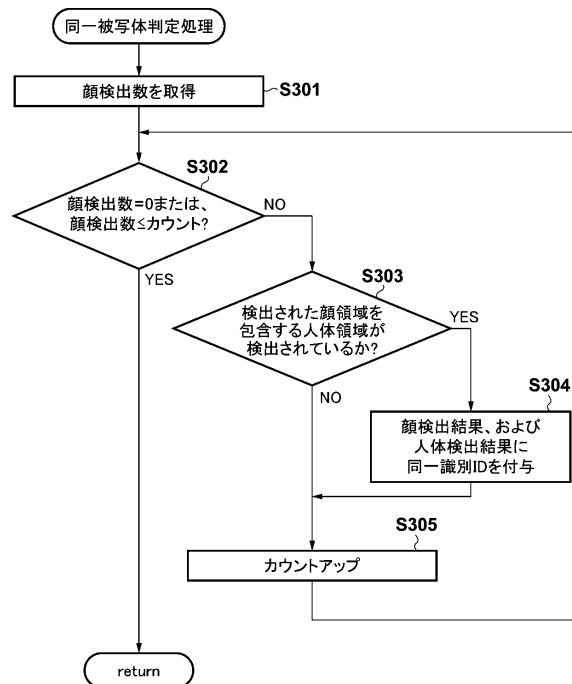 同一被写体判定処理
顔検出数を取得
S301
S302
顔検出数=0または、
顔検出数≤カウント?
NO
YES
S303
検出された顔領域を
包含する人体領域が
検出されているか?
YES
NO
S304
顔検出結果、および
人体検出結果に
同一識別IDを付与
S305
カウントアップ
return